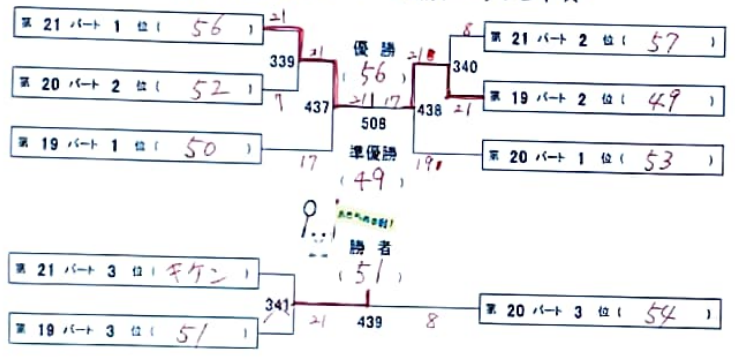 第 21 パート 1 位 ( 56 )
21
339
第 20 パート 2 位 ( 52 )
7
21
437
第 19 パート 1 位 ( 50 )
17
優勝
( 56 )
21 17
508
準優勝
( 49 )
8
第 21 パート 2 位 ( 57 )
340
21
438
第 19 パート 2 位 ( 49 )
21
第 20 パート 1 位 ( 53 )
19
勝者
( 51 )
第 21 パート 3 位 ( キケン )
341
第 19 パート 3 位 ( 51 )
21
439
8
第 20 パート 3 位 ( 54 )